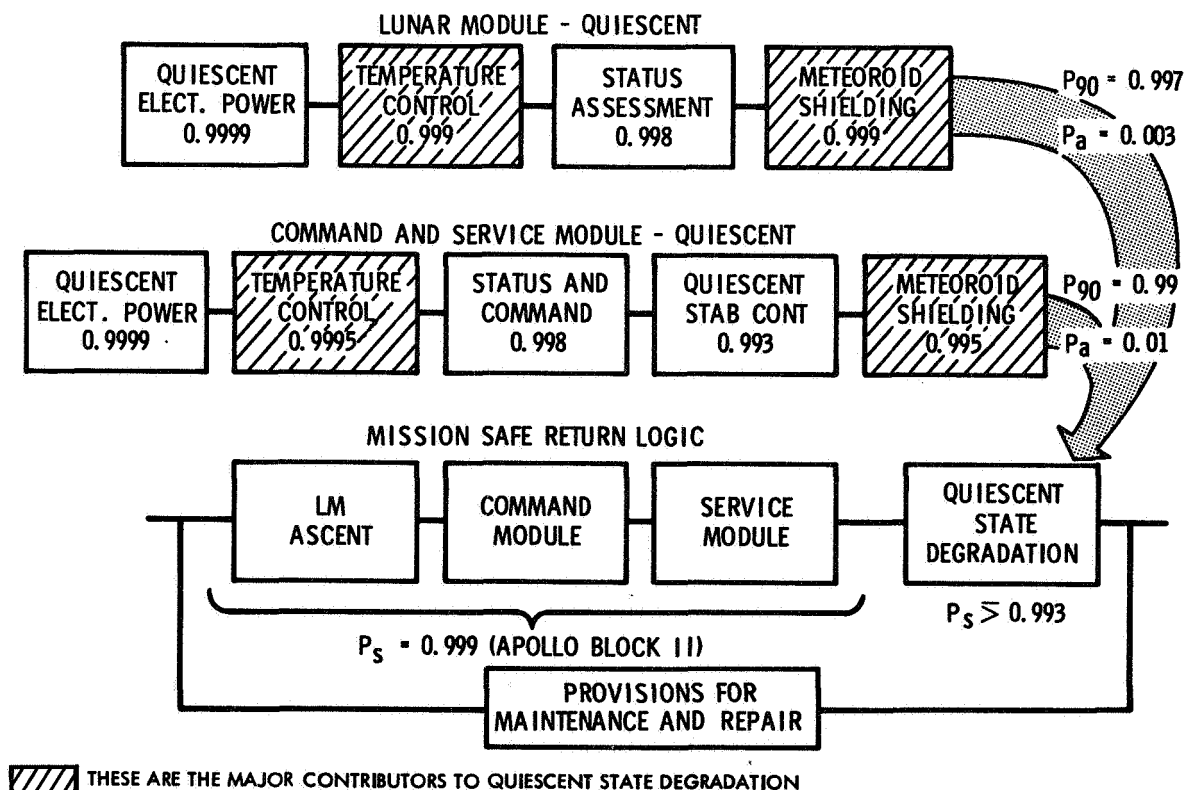 LUNAR MODULE - QUIESCENT
QUIESCENT
ELECT. POWER
0.9999
TEMPERATURE
CONTROL
0.999
STATUS
ASSESSMENT
0.998
METEOROID
SHIELDING
0.999
P90 = 0.997
Pa = 0.003
COMMAND AND SERVICE MODULE - QUIESCENT
QUIESCENT
ELECT. POWER
0.9999
TEMPERATURE
CONTROL
0.9995
STATUS AND
COMMAND
0.998
QUIESCENT
STAB CONT
0.993
METEOROID
SHIELDING
0.995
P90 = 0.99
Pa = 0.01
MISSION SAFE RETURN LOGIC
LM
ASCENT
COMMAND
MODULE
SERVICE
MODULE
QUIESCENT
STATE
DEGRADATION
Ps = 0.999 (APOLLO BLOCK II)
Ps ⋝ 0.993
PROVISIONS FOR
MAINTENANCE AND REPAIR
THESE ARE THE MAJOR CONTRIBUTORS TO QUIESCENT STATE DEGRADATION